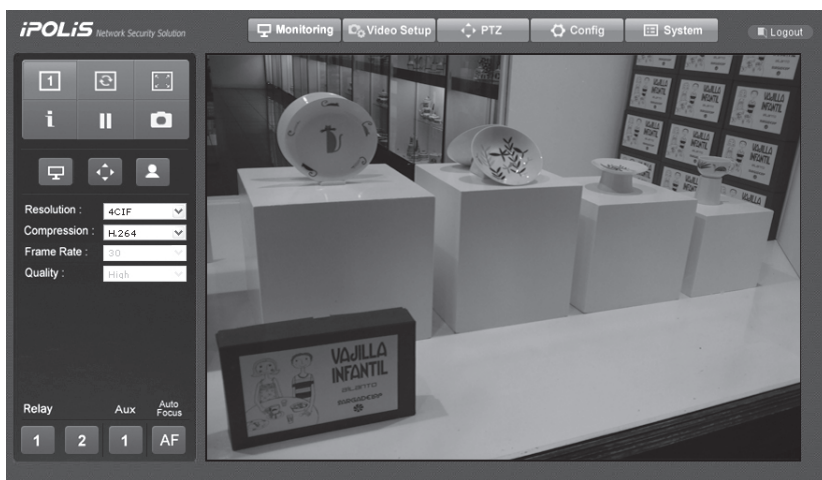 iPOLiS Network Security Solution
Monitoring
Video Setup
PTZ
Config
System
Logout
1
i
Resolution : 4CIF
Compression : H.264
Frame Rate : 30
Quality : High
Relay
Aux
Auto
Focus
1
2
1
AF
VAJILLA
INFANTIL
VAJILLA
INFANTIL